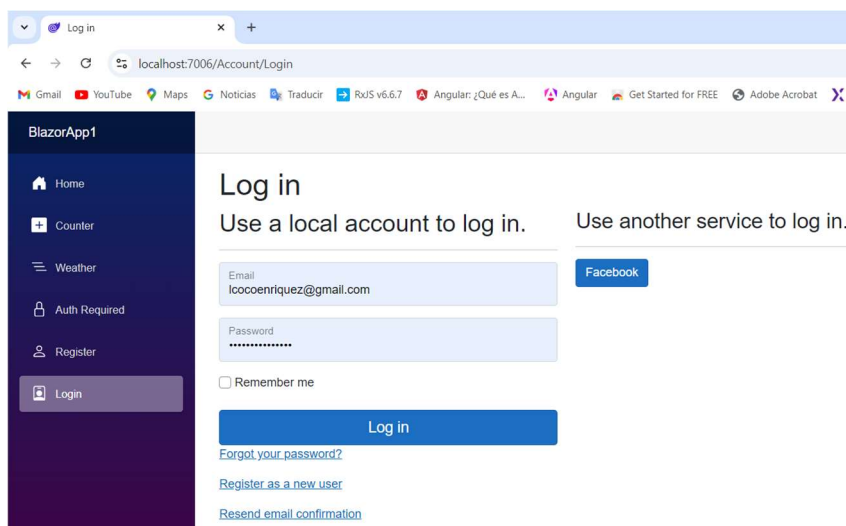 Log in
localhost:7006/Account/Login
Gmail YouTube Maps Noticias Traducir RxJS v6.6.7 Angular: ¿Qué es A... Angular Get Started for FREE Adobe Acrobat
BlazorApp1
Home
Counter
Weather
Auth Required
Register
Login
Log in
Use a local account to log in.
Email
lcocoenriquez@gmail.com
Password
Remember me
Log in
Forgot your password?
Register as a new user
Resend email confirmation
Use another service to log in.
Facebook